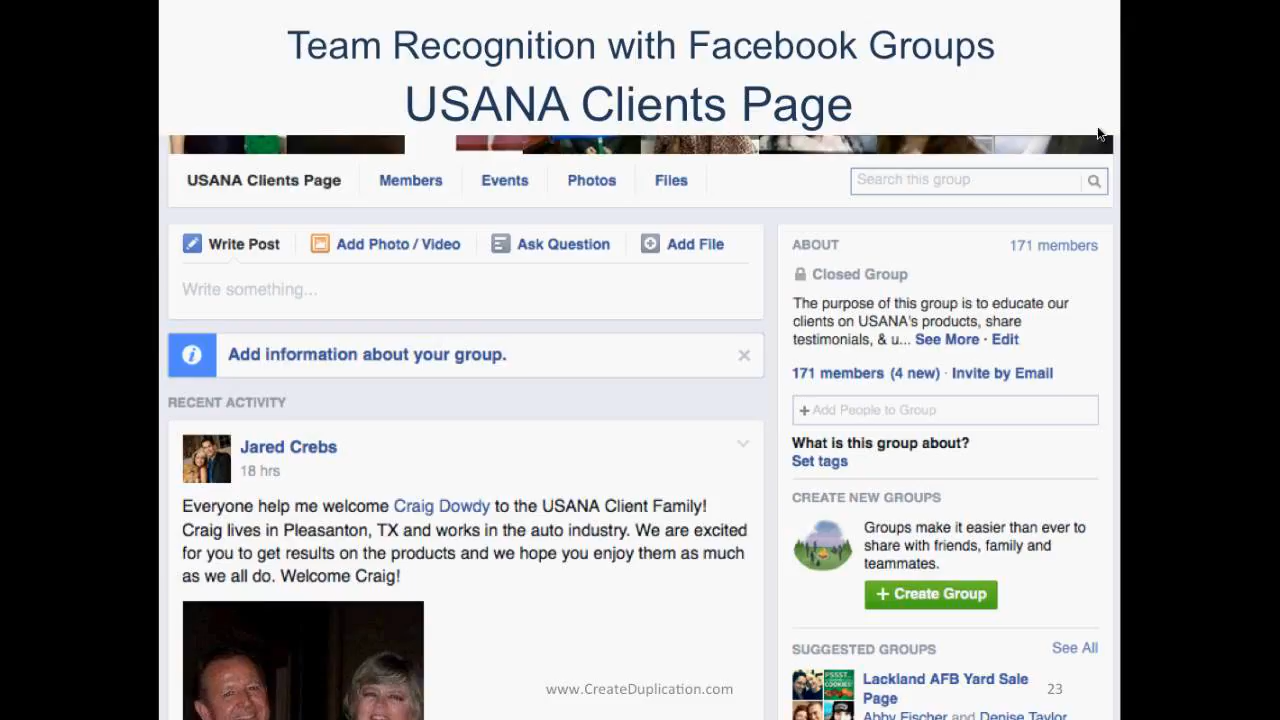 Team Recognition with Facebook Groups
USANA Clients Page
USANA Clients Page Members Events Photos Files Search this group
Write Post Add Photo / Video Ask Question Add File
Write something...
Add information about your group.
RECENT ACTIVITY
Jared Crebs
18 hrs
Everyone help me welcome Craig Dowdy to the USANA Client Family!
Craig lives in Pleasanton, TX and works in the auto industry. We are excited
for you to get results on the products and we hope you enjoy them as much
as we all do. Welcome Craig!
ABOUT 171 members
Closed Group
The purpose of this group is to educate our
clients on USANA's products, share
testimonials, & u... See More · Edit
171 members (4 new) · Invite by Email
+ Add People to Group
What is this group about?
Set tags
CREATE NEW GROUPS
Groups make it easier than ever to
share with friends, family and
teammates.
+ Create Group
SUGGESTED GROUPS See All
Lackland AFB Yard Sale
Page
Abby Fischer and Denise Taylor
www.CreateDuplication.com
23